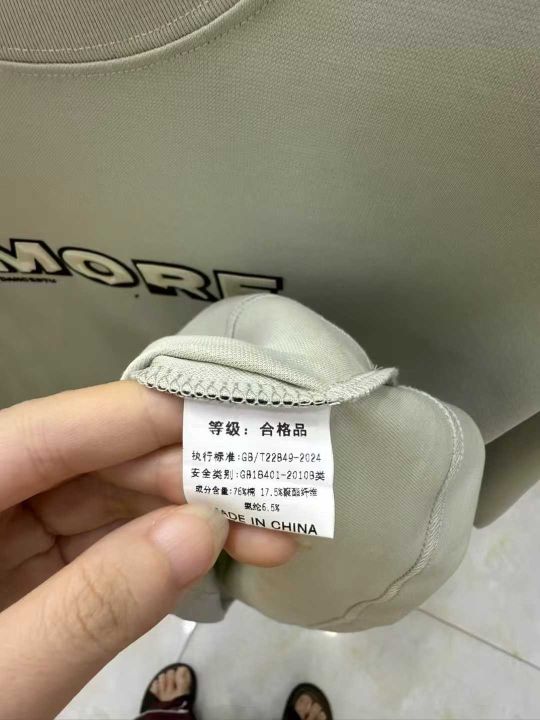 MORE
等级：合格品
执行标准:GB/T22849-2024
安全类别:GB18401-2010B类
成分含量:76%棉 17.5%聚酯纤维
氨纶6.5%
MADE IN CHINA